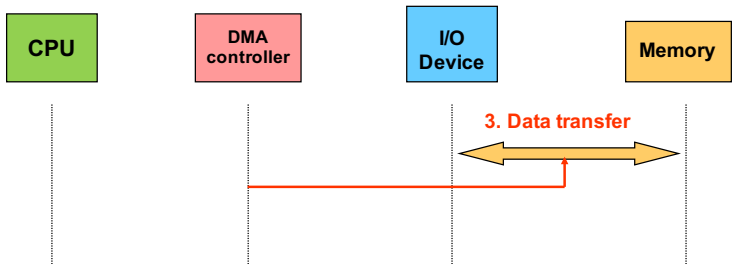 CPU
DMA
controller
I/O
Device
Memory
3. Data transfer